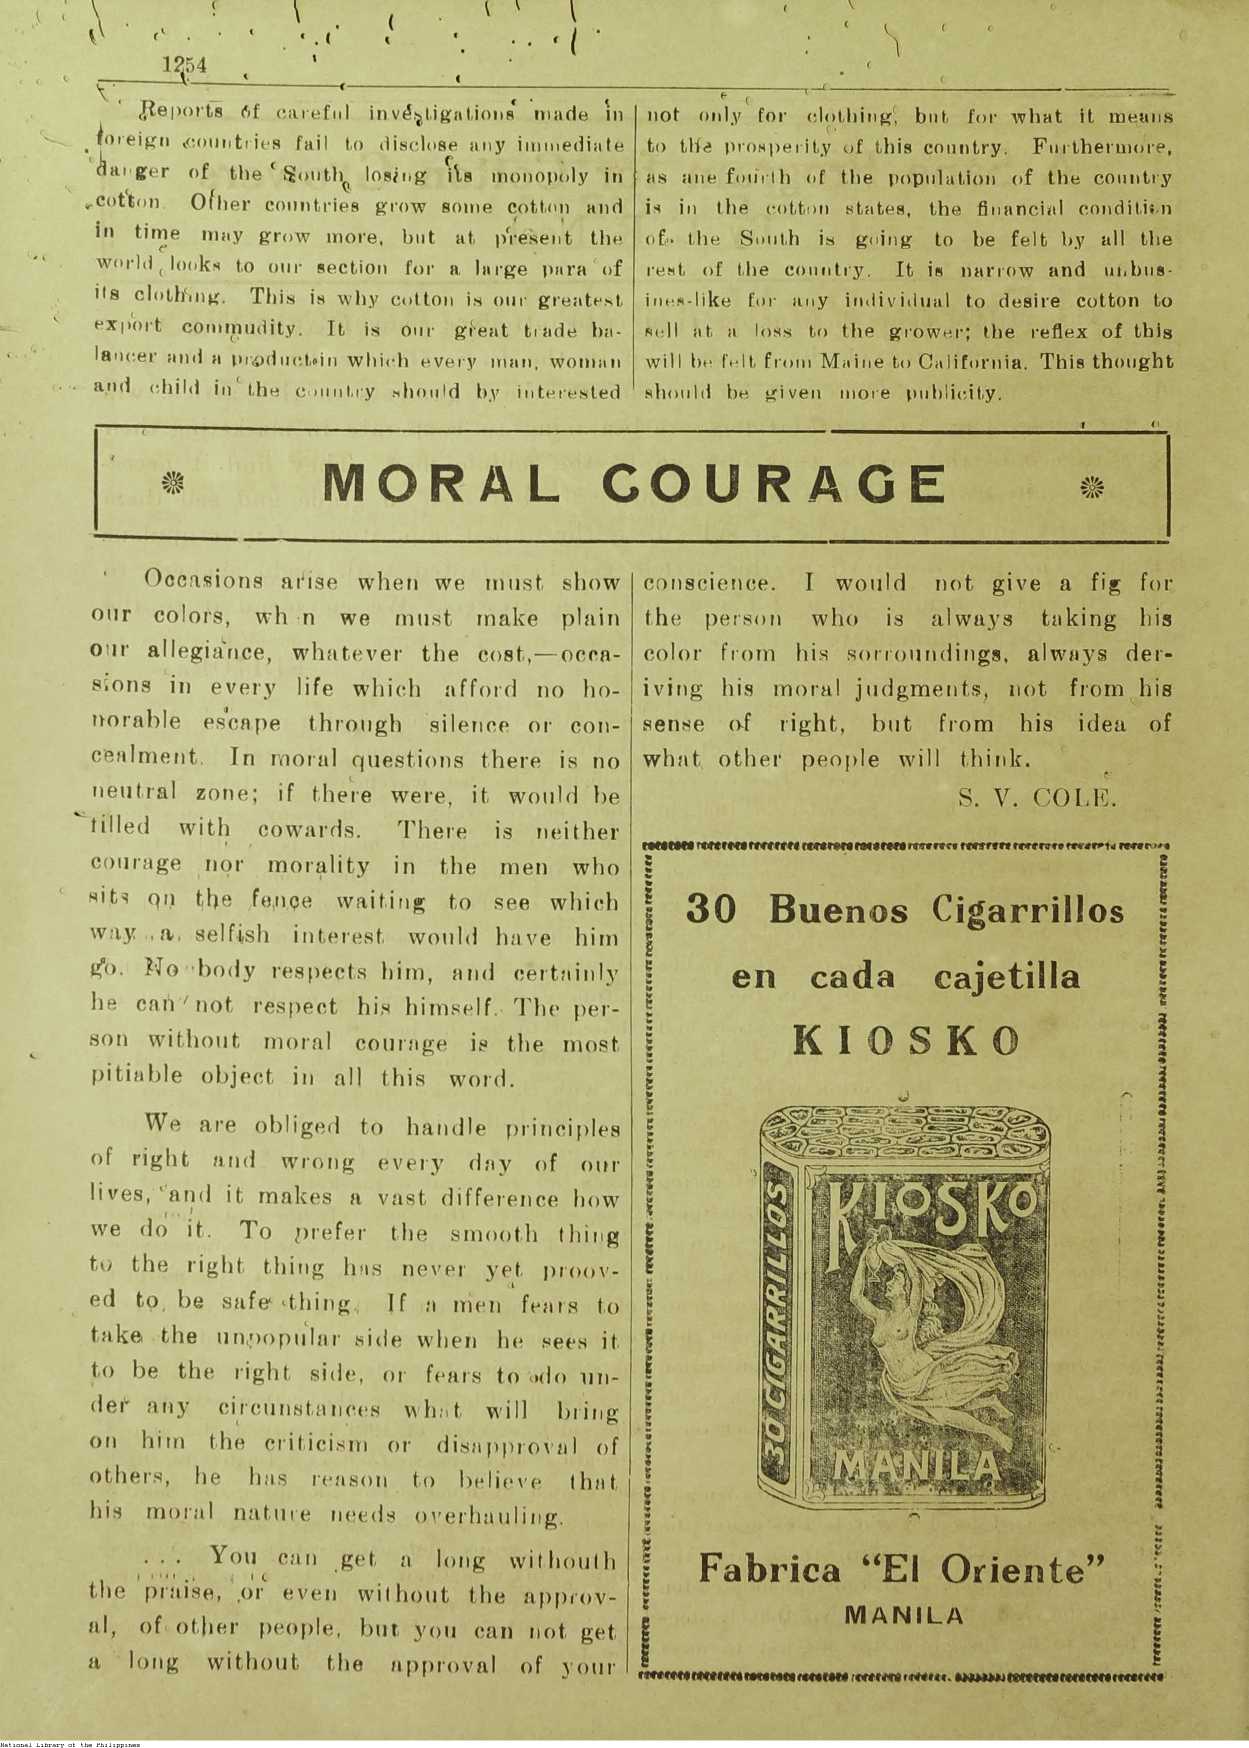 1254
Reports of careful investigations made in
foreign countries fail to disclose any immediate
danger of the South losing its monopoly in
cotton. Other countries grow some cotton and
in time may grow more, but at present the
world looks to our section for a large para of
its clothing. This is why cotton is our greatest
export commudity. It is our great trade ba-
lancer and a product in which every man, woman
and child in the country should by interested
not only for clothing, but for what it means
to the prosperity of this country. Furthermore,
as ane fourth of the population of the country
is in the cotton states, the financial condition
of the South is going to be felt by all the
rest of the country. It is narrow and unbus-
ines-like for any individual to desire cotton to
sell at a loss to the grower; the reflex of this
will be felt from Maine to California. This thought
should be given more publicity.
MORAL COURAGE
Occasions arise when we must show
our colors, wh n we must make plain
our allegiance, whatever the cost,—occa-
sions in every life which afford no ho-
norable escape through silence or con-
cealment. In moral questions there is no
neutral zone; if there were, it would be
filled with cowards. There is neither
courage nor morality in the men who
sits on the fence waiting to see which
way a selfish interest would have him
go. No body respects him, and certainly
he can not respect his himself. The per-
son without moral courage is the most
pitiable object in all this word.
We are obliged to handle principles
of right and wrong every day of our
lives, and it makes a vast difference how
we do it. To prefer the smooth thing
to the right thing has never yet proov-
ed to be safe thing. If a men fears to
take the unpopular side when he sees it
to be the right side, or fears to do un-
der any circunstances what will bring
on him the criticism or disapproval of
others, he has reason to believe that
his moral nature needs overhauling.
... You can get a long withouth
the praise, or even without the approv-
al, of other people, but you can not get
a long without the approval of your
conscience. I would not give a fig for
the person who is always taking his
color from his sorroundings, always der-
iving his moral judgments, not from his
sense of right, but from his idea of
what other people will think.
S. V. COLE.
30 Buenos Cigarrillos
en cada cajetilla
KIOSKO
30 CIGARRILLOS
KIOSKO
MANILA
Fabrica “El Oriente”
MANILA
National Library of the Philippines